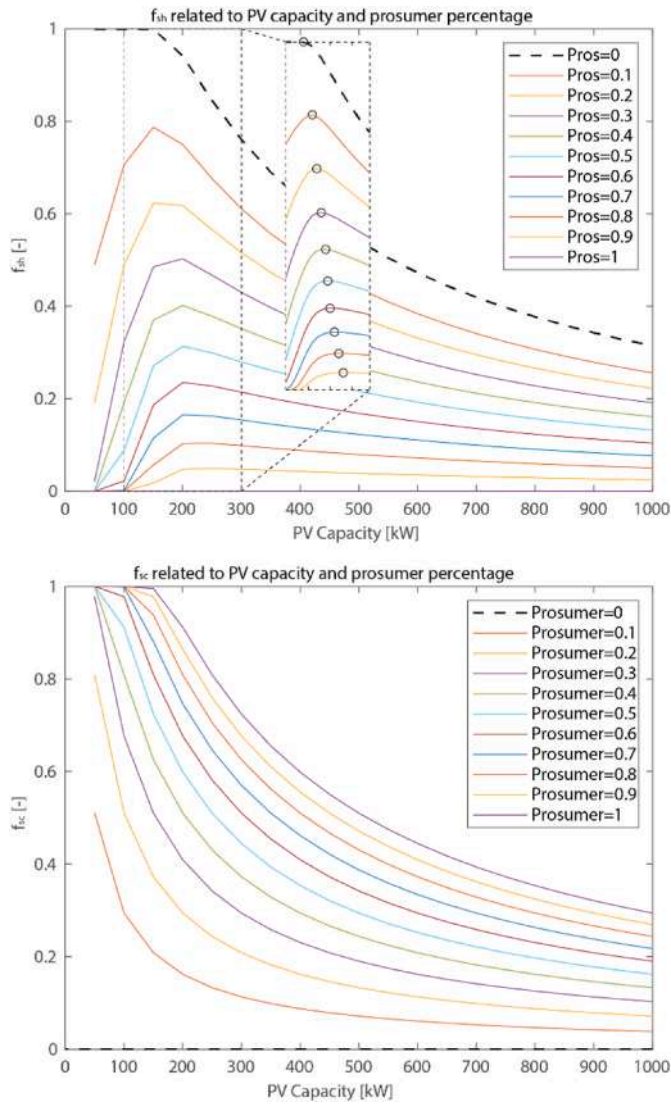 fsh related to PV capacity and prosumer percentage
1
0.8
0.6
0.4
0.2
0
fsh [-]
Pros=0
Pros=0.1
Pros=0.2
Pros=0.3
Pros=0.4
Pros=0.5
Pros=0.6
Pros=0.7
Pros=0.8
Pros=0.9
Pros=1
0 100 200 300 400 500 600 700 800 900 1000
PV Capacity [kW]
fsc related to PV capacity and prosumer percentage
1
0.8
0.6
0.4
0.2
0
fsc [-]
Prosumer=0
Prosumer=0.1
Prosumer=0.2
Prosumer=0.3
Prosumer=0.4
Prosumer=0.5
Prosumer=0.6
Prosumer=0.7
Prosumer=0.8
Prosumer=0.9
Prosumer=1
0 100 200 300 400 500 600 700 800 900 1000
PV Capacity [kW]